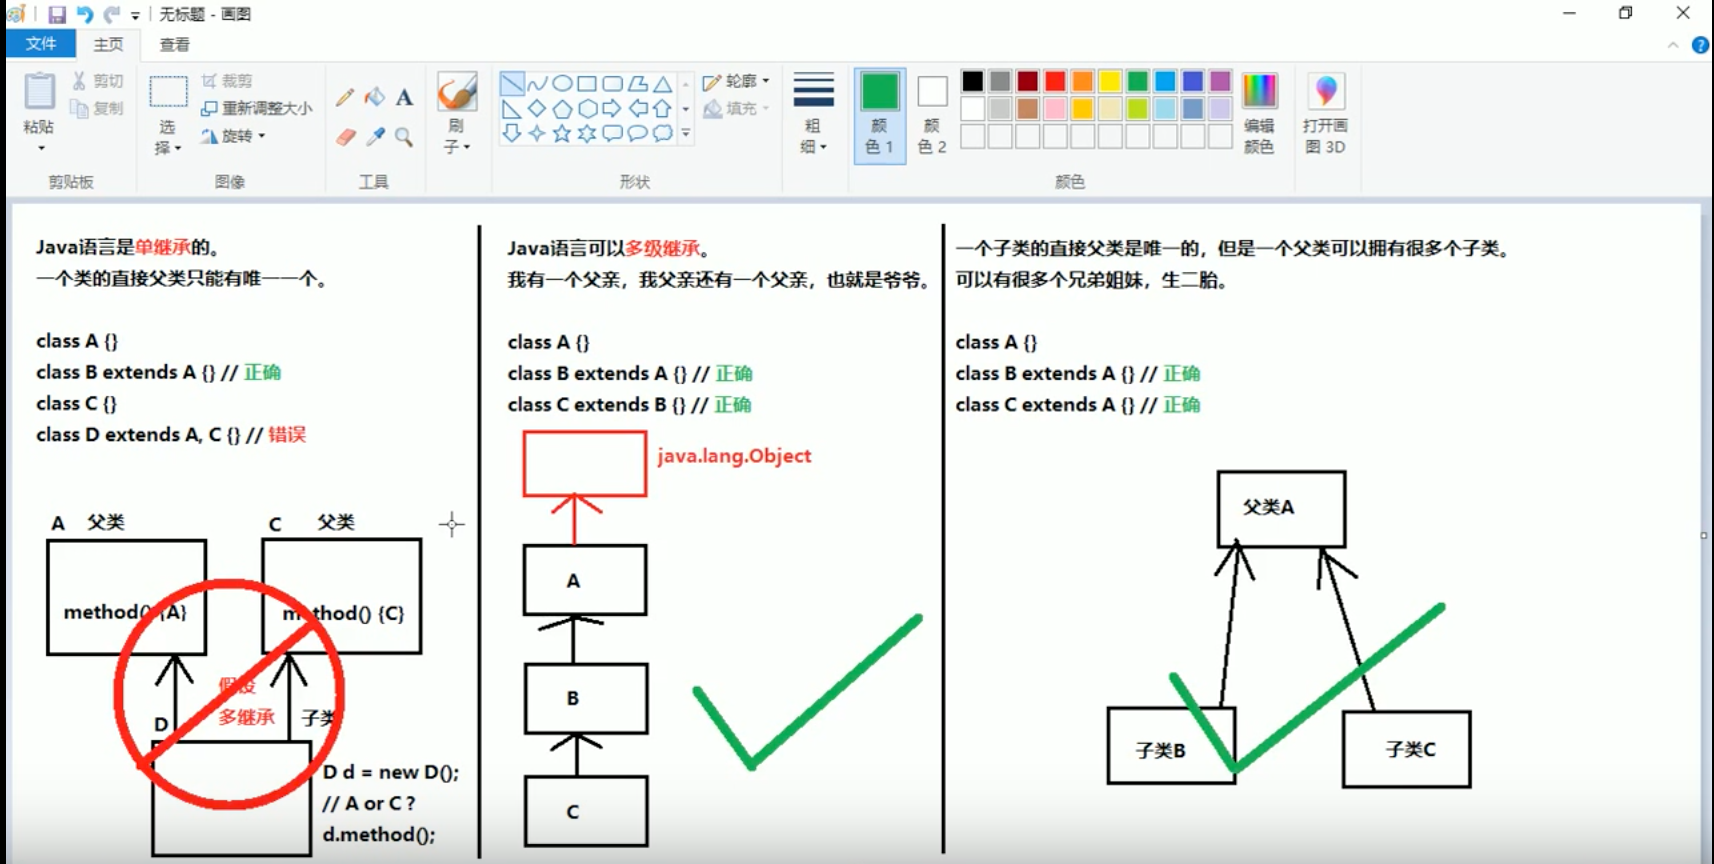 无标题 - 画图
文件
主页
查看
粘贴
剪切
复制
剪贴板
选择
裁剪
重新调整大小
旋转
图像
A
工具
刷子
形状
轮廓
填充
粗细
颜色 1
颜色 2
颜色
编辑颜色
打开画图 3D
Java语言是单继承的。
一个类的直接父类只能有唯一一个。
class A {}
class B extends A {} // 正确
class C {}
class D extends A, C {} // 错误
A 父类
C 父类
method() {A}
method() {C}
假设
多继承
D
子类
D d = new D();
// A or C ?
d.method();
Java语言可以多级继承。
我有一个父亲，我父亲还有一个父亲，也就是爷爷。
class A {}
class B extends A {} // 正确
class C extends B {} // 正确
java.lang.Object
A
B
C
一个子类的直接父类是唯一的，但是一个父类可以拥有很多个子类。
可以有很多个兄弟姐妹，生二胎。
class A {}
class B extends A {} // 正确
class C extends A {} // 正确
父类A
子类B
子类C